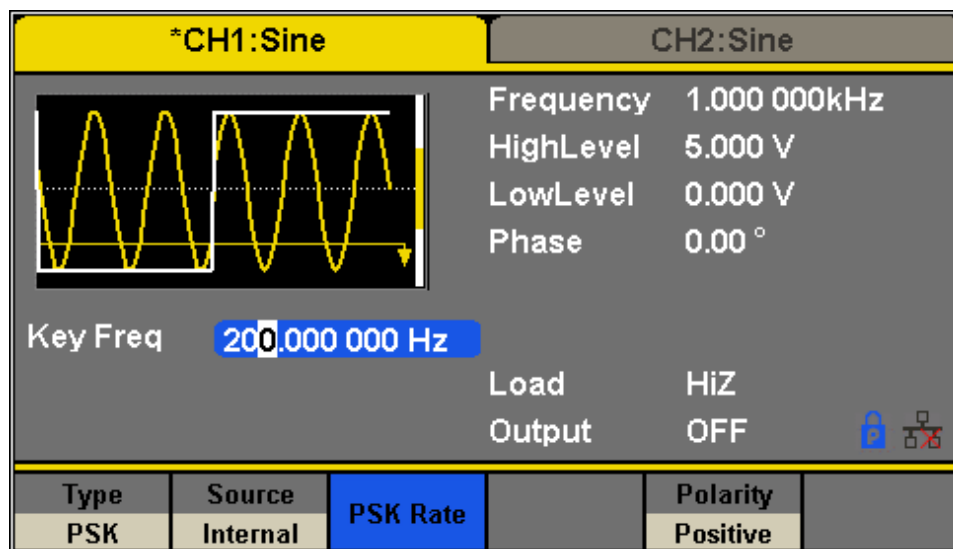 *CH1:Sine
CH2:Sine
Frequency 1.000 000kHz
HighLevel 5.000 V
LowLevel 0.000 V
Phase 0.00 °
Key Freq 200.000 000 Hz
Load HiZ
Output OFF
P
Type Source PSK Rate Polarity
PSK Internal Positive